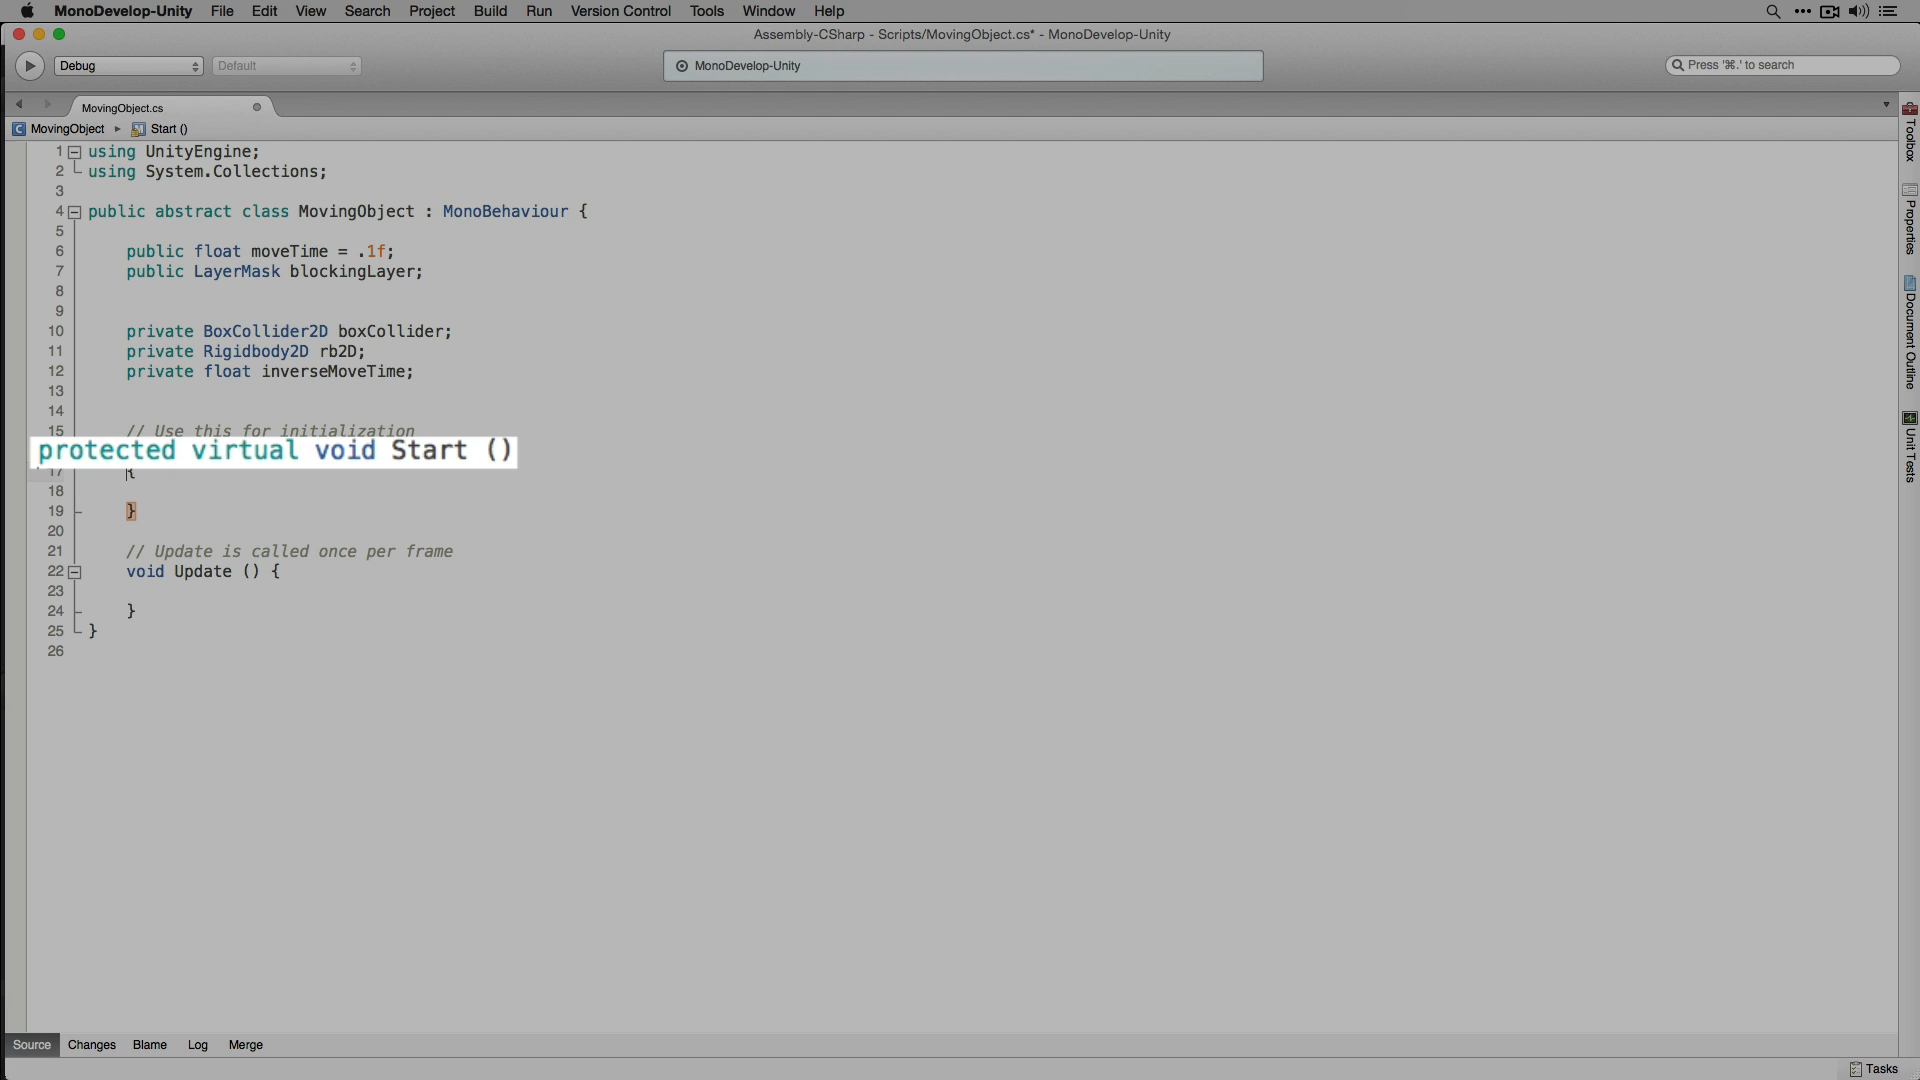 MonoDevelop-Unity File Edit View Search Project Build Run Version Control Tools Window Help
Assembly-CSharp - Scripts/MovingObject.cs* - MonoDevelop-Unity
Debug Default MonoDevelop-Unity Press '⌘.' to search
MovingObject.cs
MovingObject ▸ Start ()
1 using UnityEngine;
2 using System.Collections;
3
4 public abstract class MovingObject : MonoBehaviour {
5
6 public float moveTime = .1f;
7 public LayerMask blockingLayer;
8
9
10 private BoxCollider2D boxCollider;
11 private Rigidbody2D rb2D;
12 private float inverseMoveTime;
13
14
15 // Use this for initialization
protected virtual void Start ()
17 {
18
19 }
20
21 // Update is called once per frame
22 void Update () {
23
24 }
25 }
26
Toolbox
Properties
Document Outline
Unit Tests
Source Changes Blame Log Merge
Tasks